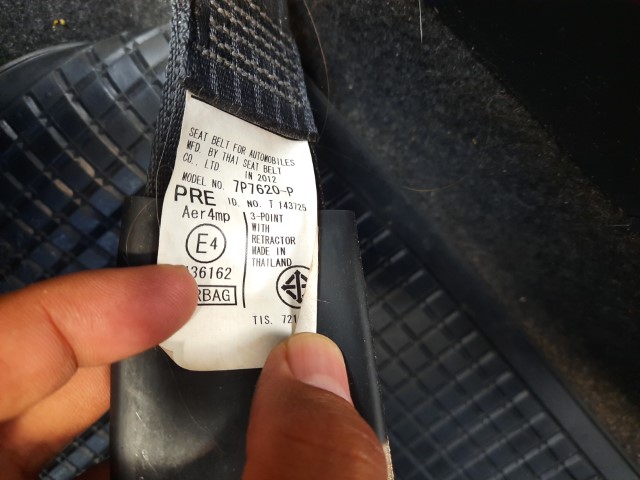 SEAT BELT FOR AUTOMOBILES
MFD. BY THAI SEAT BELT
CO., LTD. IN 2012
MODEL NO. 7P7620-P
PRE ID. NO. T 143725
Aer4mp
E4
36162
RBAG
3-POINT
WITH
RETRACTOR
MADE IN
THAILAND
TIS. 721